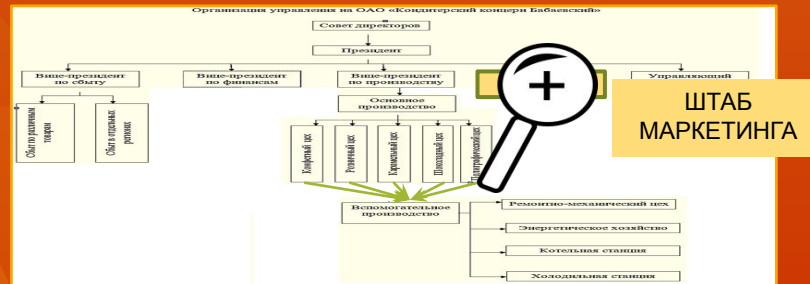 Организация управления на ОАО «Кондитерский концерн Бабаевский»
Совет директоров
Президент
Вице-президент
по сбыту
Вице-президент
по финансам
Вице-президент
по производству
Управляющий
ШТАБ
МАРКЕТИНГА
Основное
производство
Сбыт по различным
товарам
Сбыт в отдельных
регионах
Конфетный цех
Розничный цех
Карамельный цех
Шоколадный цех
Полиграфический цех
Вспомогательное
производство
Ремонтно-механический цех
Энергетическое хозяйство
Котельная станция
Холодильная станция